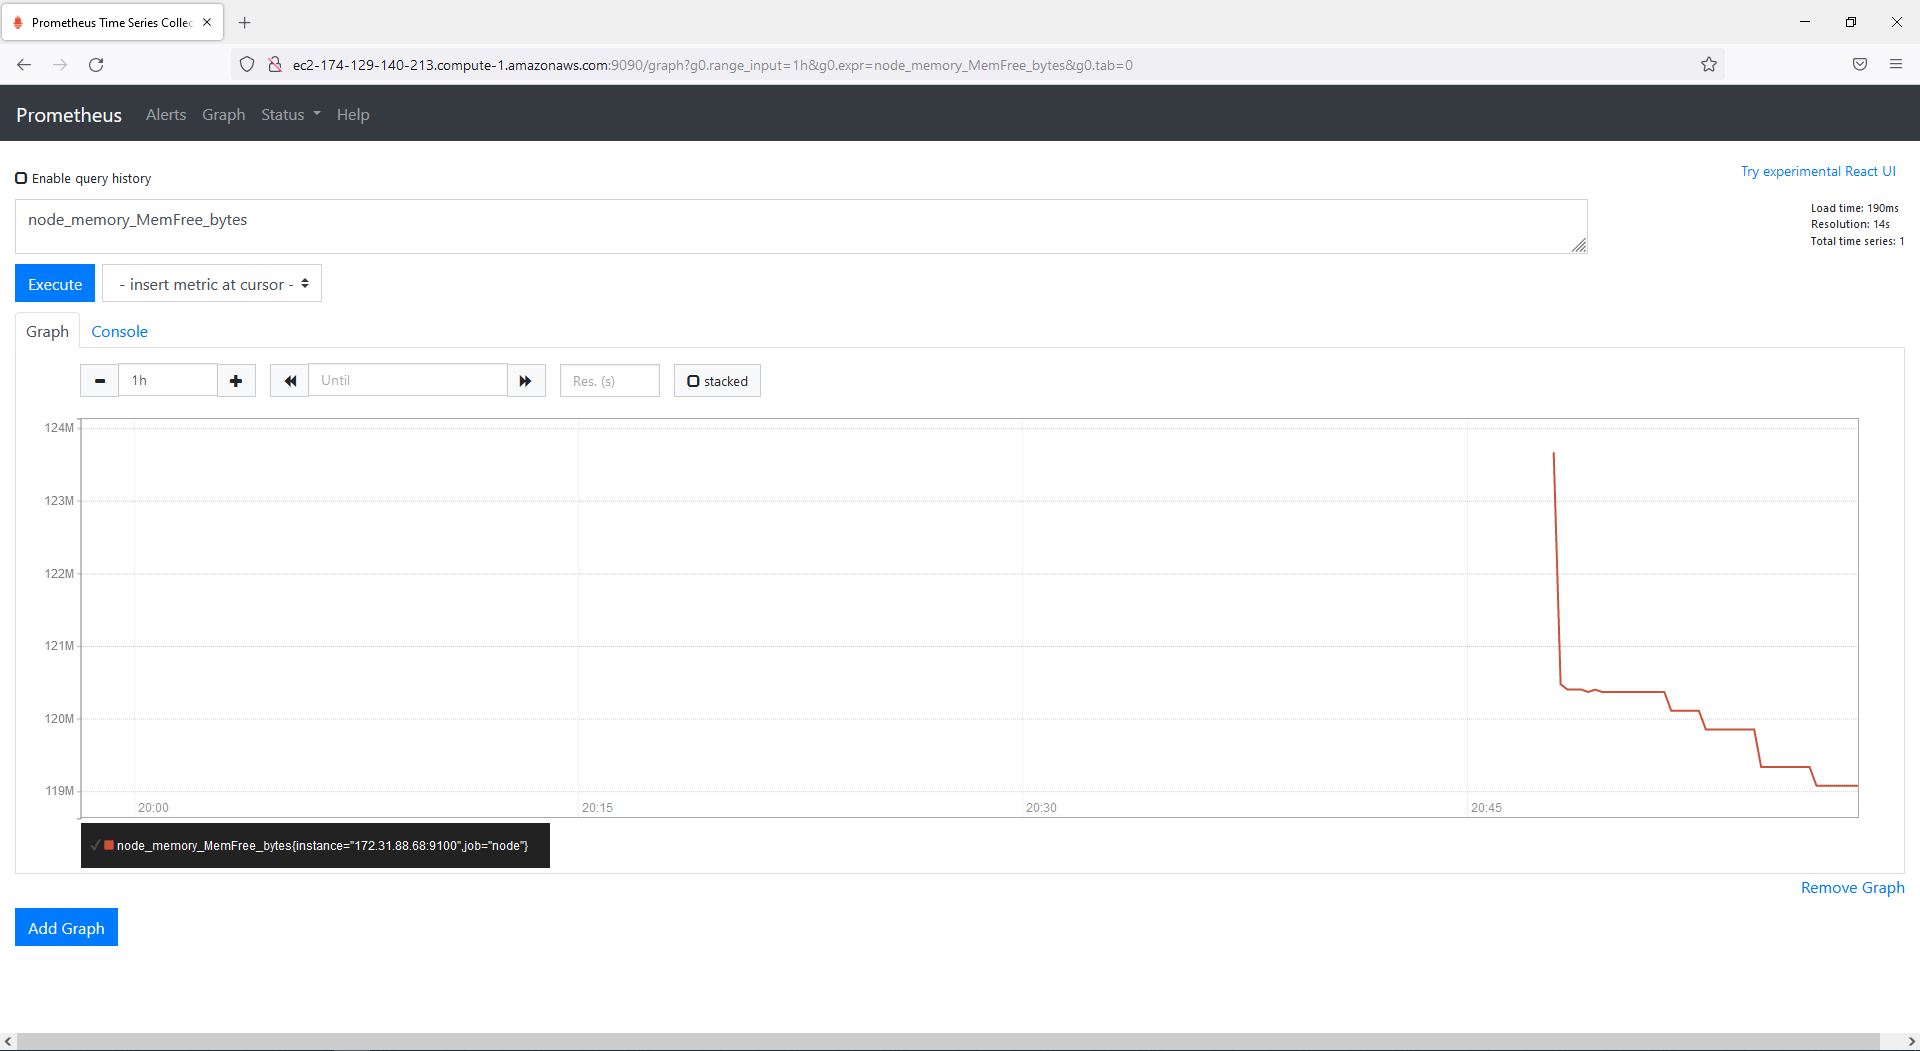 Prometheus Time Series Collec
ec2-174-129-140-213.compute-1.amazonaws.com:9090/graph?g0.range_input=1h&g0.expr=node_memory_MemFree_bytes&g0.tab=0
Prometheus Alerts Graph Status Help
Enable query history
Try experimental React UI
node_memory_MemFree_bytes
Load time: 190ms
Resolution: 14s
Total time series: 1
Execute
- insert metric at cursor -
Graph Console
1h
Until
Res. (s)
stacked
124M
123M
122M
121M
120M
119M
20:00 20:15 20:30 20:45
node_memory_MemFree_bytes{instance="172.31.88.68:9100",job="node"}
Remove Graph
Add Graph